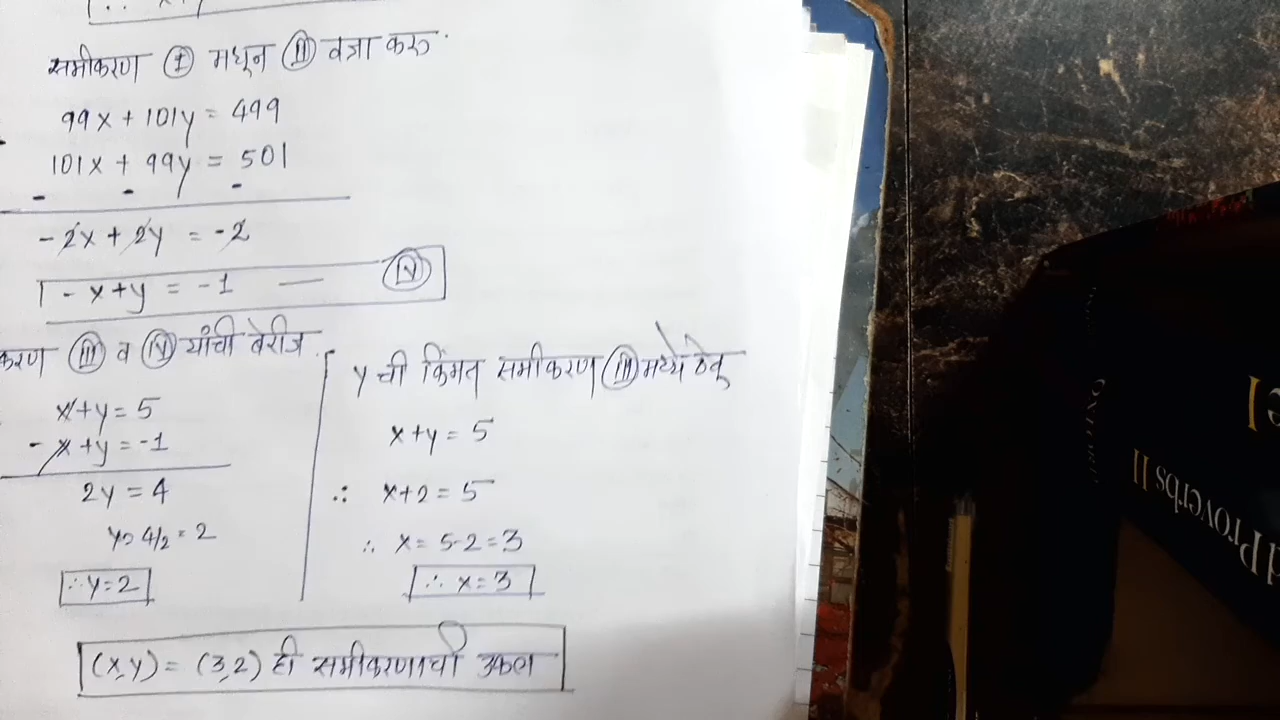 समीकरण Ⓘ मधून Ⓘⓘ वजा करू.
99x + 101y = 499
101x + 99y = 501
- - -
-2x + 2y = -2
- x + y = -1 — ⓘⓥ
करण ⓘⓘⓘ व ⓘⓥ यांची बेरीज
x + y = 5
- x + y = -1
2y = 4
y = 4/2 = 2
∴ y = 2
y ची किंमत समीकरण ⓘⓘⓘ मध्ये ठेवू
x + y = 5
∴ x + 2 = 5
∴ x = 5 - 2 = 3
∴ x = 3
(x, y) = (3, 2) ही समीकरणाची उकल
Proverbs II